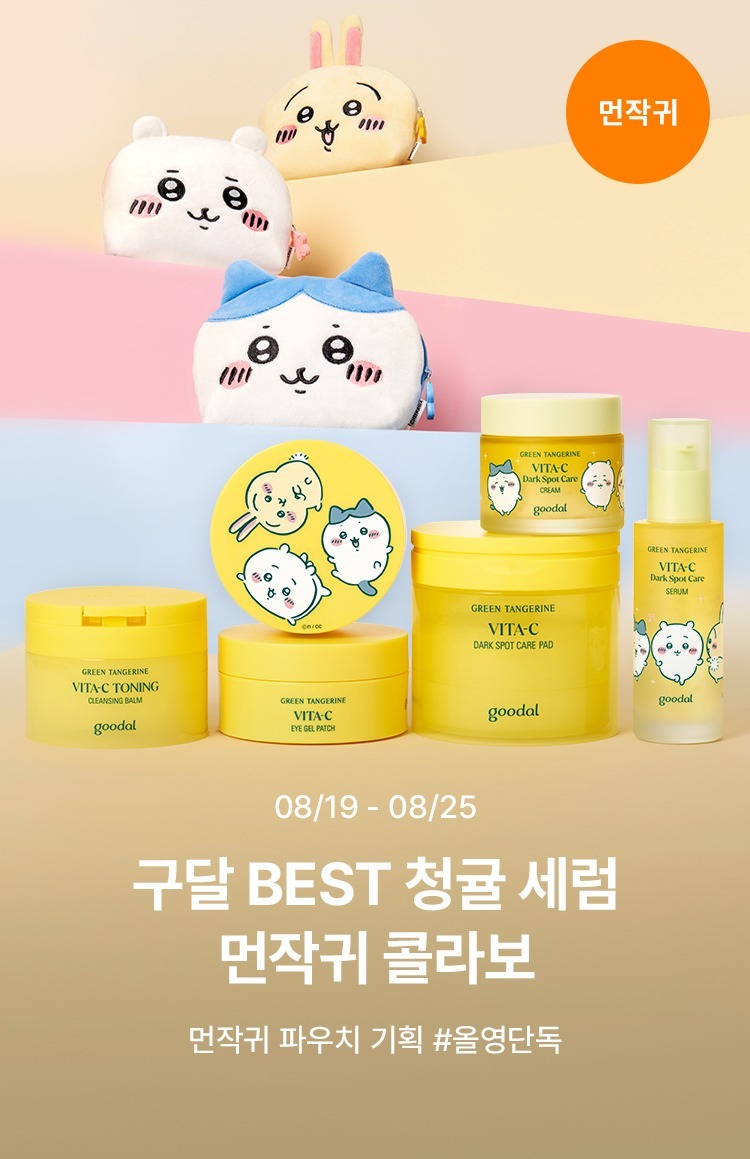 먼작귀
GREEN TANGERINE
VITA-C
Dark Spot Care
CREAM
goodal
GREEN TANGERINE
VITA-C
Dark Spot Care
SERUM
goodal
GREEN TANGERINE
VITA-C
DARK SPOT CARE PAD
goodal
©n/cc
GREEN TANGERINE
VITA-C TONING
CLEANSING BALM
goodal
GREEN TANGERINE
VITA-C
EYE GEL PATCH
08/19 - 08/25
구달 BEST 청귤 세럼
먼작귀 콜라보
먼작귀 파우치 기획 #올영단독